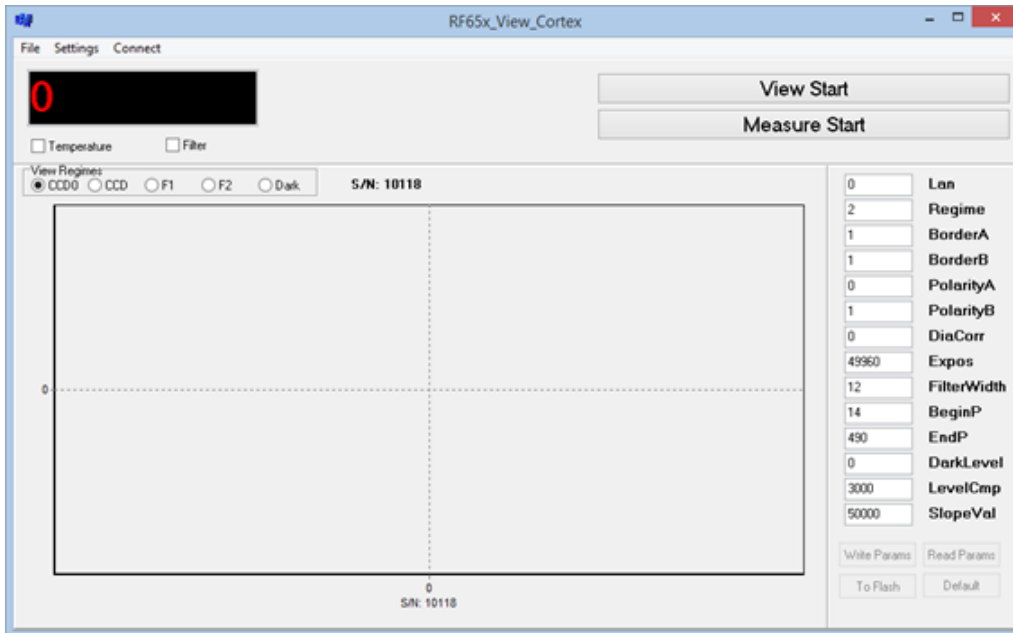 RF65x_View_Cortex
File Settings Connect
0
View Start
Measure Start
Temperature Filter
View Regimes
CCD0 CCD F1 F2 Dark S/N: 10118
0 Lan
2 Regime
1 BorderA
1 BorderB
0 PolarityA
1 PolarityB
0 DiaCorr
49960 Expos
0
12 FilterWidth
14 BeginP
490 EndP
0 DarkLevel
3000 LevelCmp
50000 SlopeVal
Write Params Read Params
To Flash Default
0
S/N: 10118